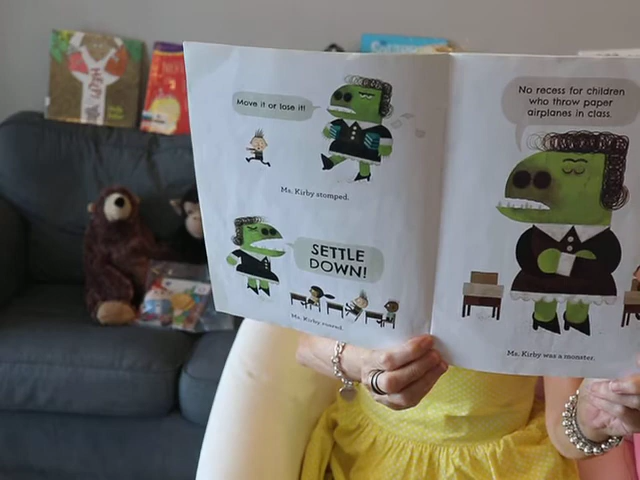 Move it or lose it!
Ms. Kirby stomped.
SETTLE
DOWN!
Ms. Kirby roared.
No recess for children
who throw paper
airplanes in class.
Ms. Kirby was a monster.